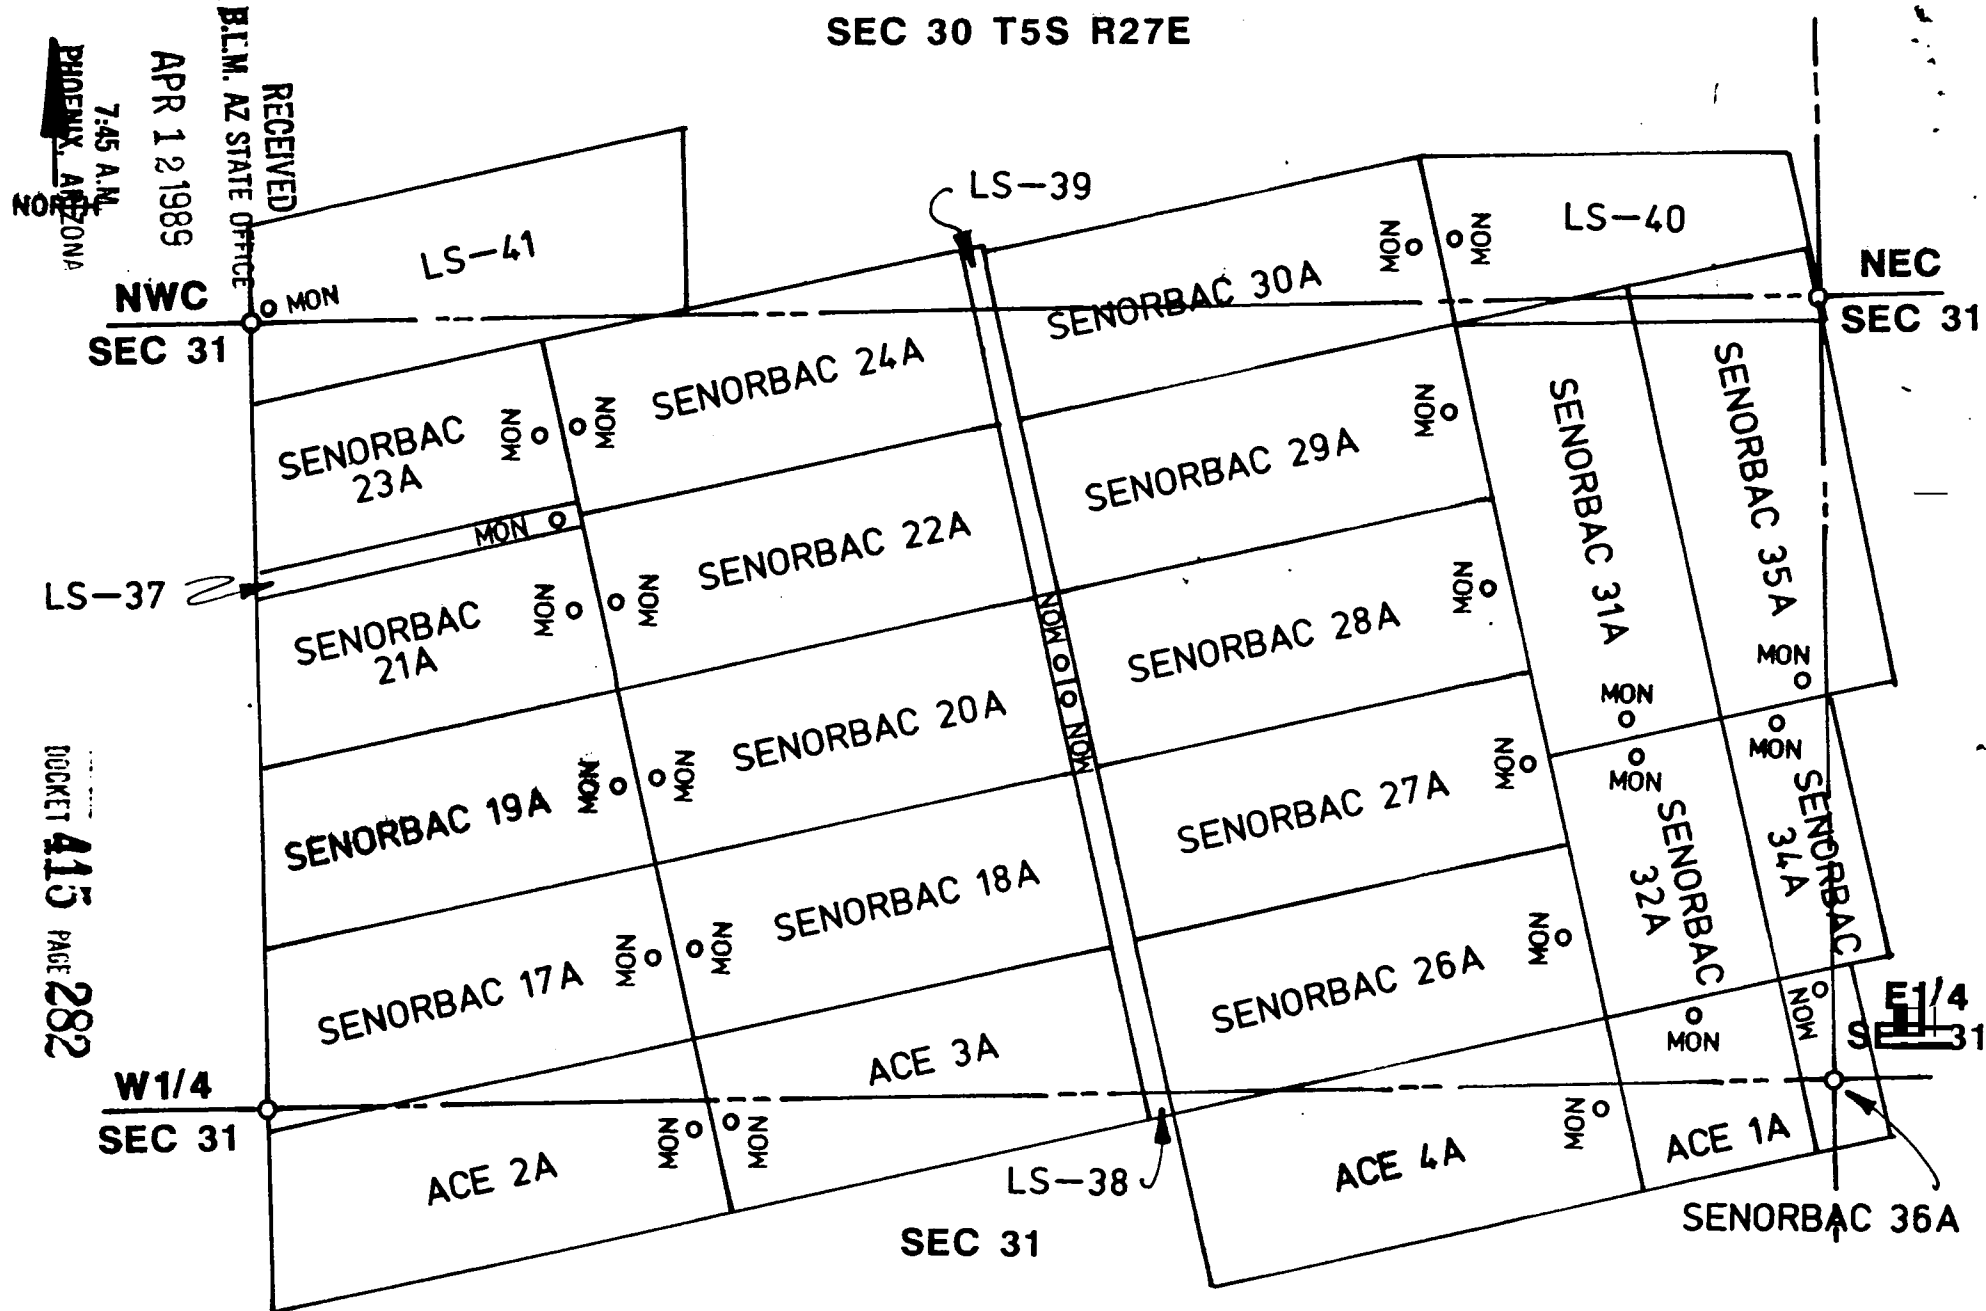 SEC 30 T5S R27E
RECEIVED
B.L.M. AZ STATE OFFICE
APR 12 1989
7:45 A.M.
PHOENIX, ARIZONA
NORTH
LS-41
LS-39
LS-40
MON
MON
MON
NWC
SEC 31
NEC
SEC 31
SENORBAC 30A
SENORBAC 24A
SENORBAC
23A
MON
MON
MON
SENORBAC 29A
MON
SENORBAC 31A
SENORBAC 35A
LS-37
MON
SENORBAC 22A
SENORBAC
21A
MON
MON
MON
SENORBAC 28A
MON
MON
MON
SENORBAC 20A
MON
MON
SENORBAC 19A
MON
MON
SENORBAC 27A
MON
MON
MON
SENORBAC
32A
SENORBAC
34A
DOCKET 415 PAGE 282
SENORBAC 18A
SENORBAC 17A
MON
MON
SENORBAC 26A
MON
MON
MON
E1/4
SEC 31
W1/4
SEC 31
ACE 3A
ACE 2A
MON
MON
ACE 4A
MON
ACE 1A
LS-38
SENORBAC 36A
SEC 31